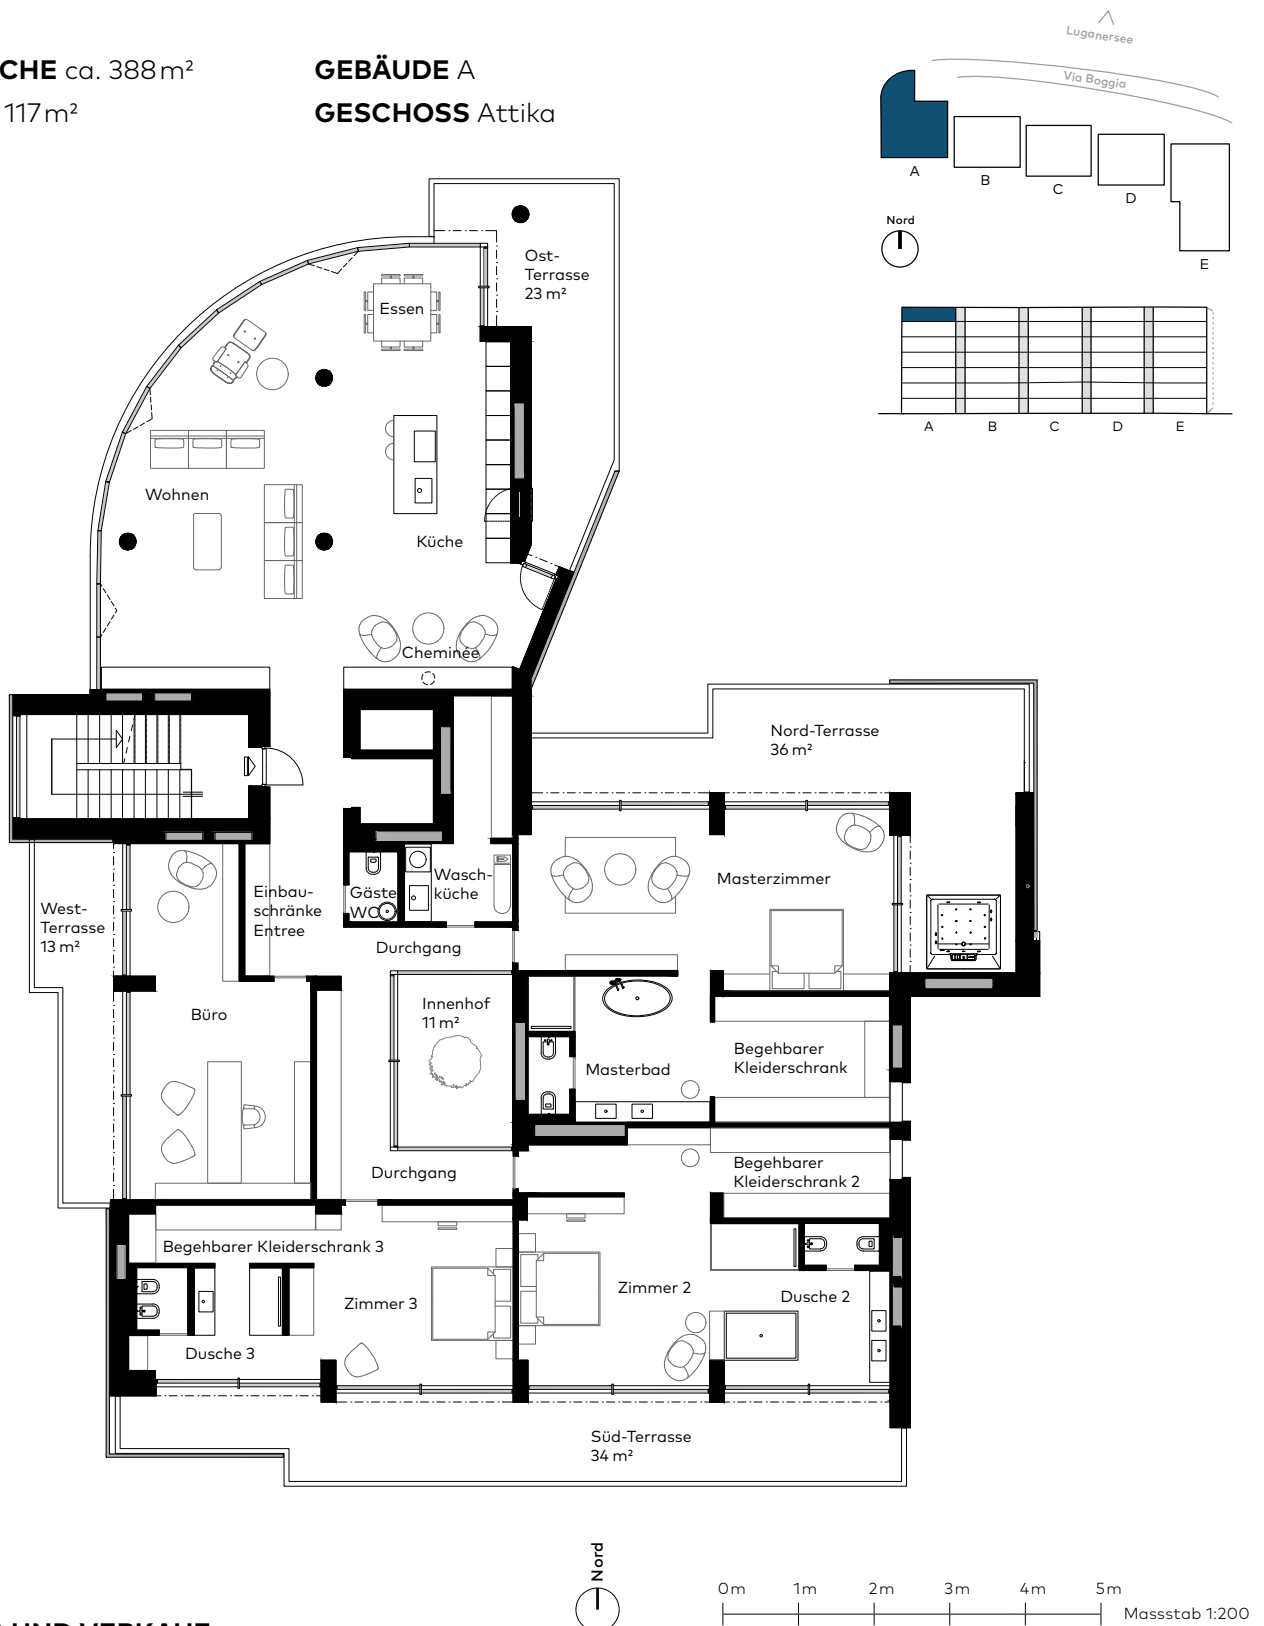 CHE ca. 388 m²
117 m²
GEBÄUDE A
GESCHOSS Attika
Luganersee
Via Boggia
A
B
C
D
E
Nord
A
B
C
D
E
Ost-
Terrasse
23 m²
Essen
Wohnen
Küche
Cheminée
Nord-Terrasse
36 m²
Masterzimmer
Wasch-
küche
Gäste
WC
Einbau-
schränke
Entree
West-
Terrasse
13 m²
Durchgang
Innenhof
11 m²
Büro
Masterbad
Begehbarer
Kleiderschrank
Durchgang
Begehbarer
Kleiderschrank 2
Begehbarer Kleiderschrank 3
Zimmer 3
Zimmer 2
Dusche 2
Dusche 3
Süd-Terrasse
34 m²
Nord
0m 1m 2m 3m 4m 5m
Massstab 1:200
UND VERKAUF